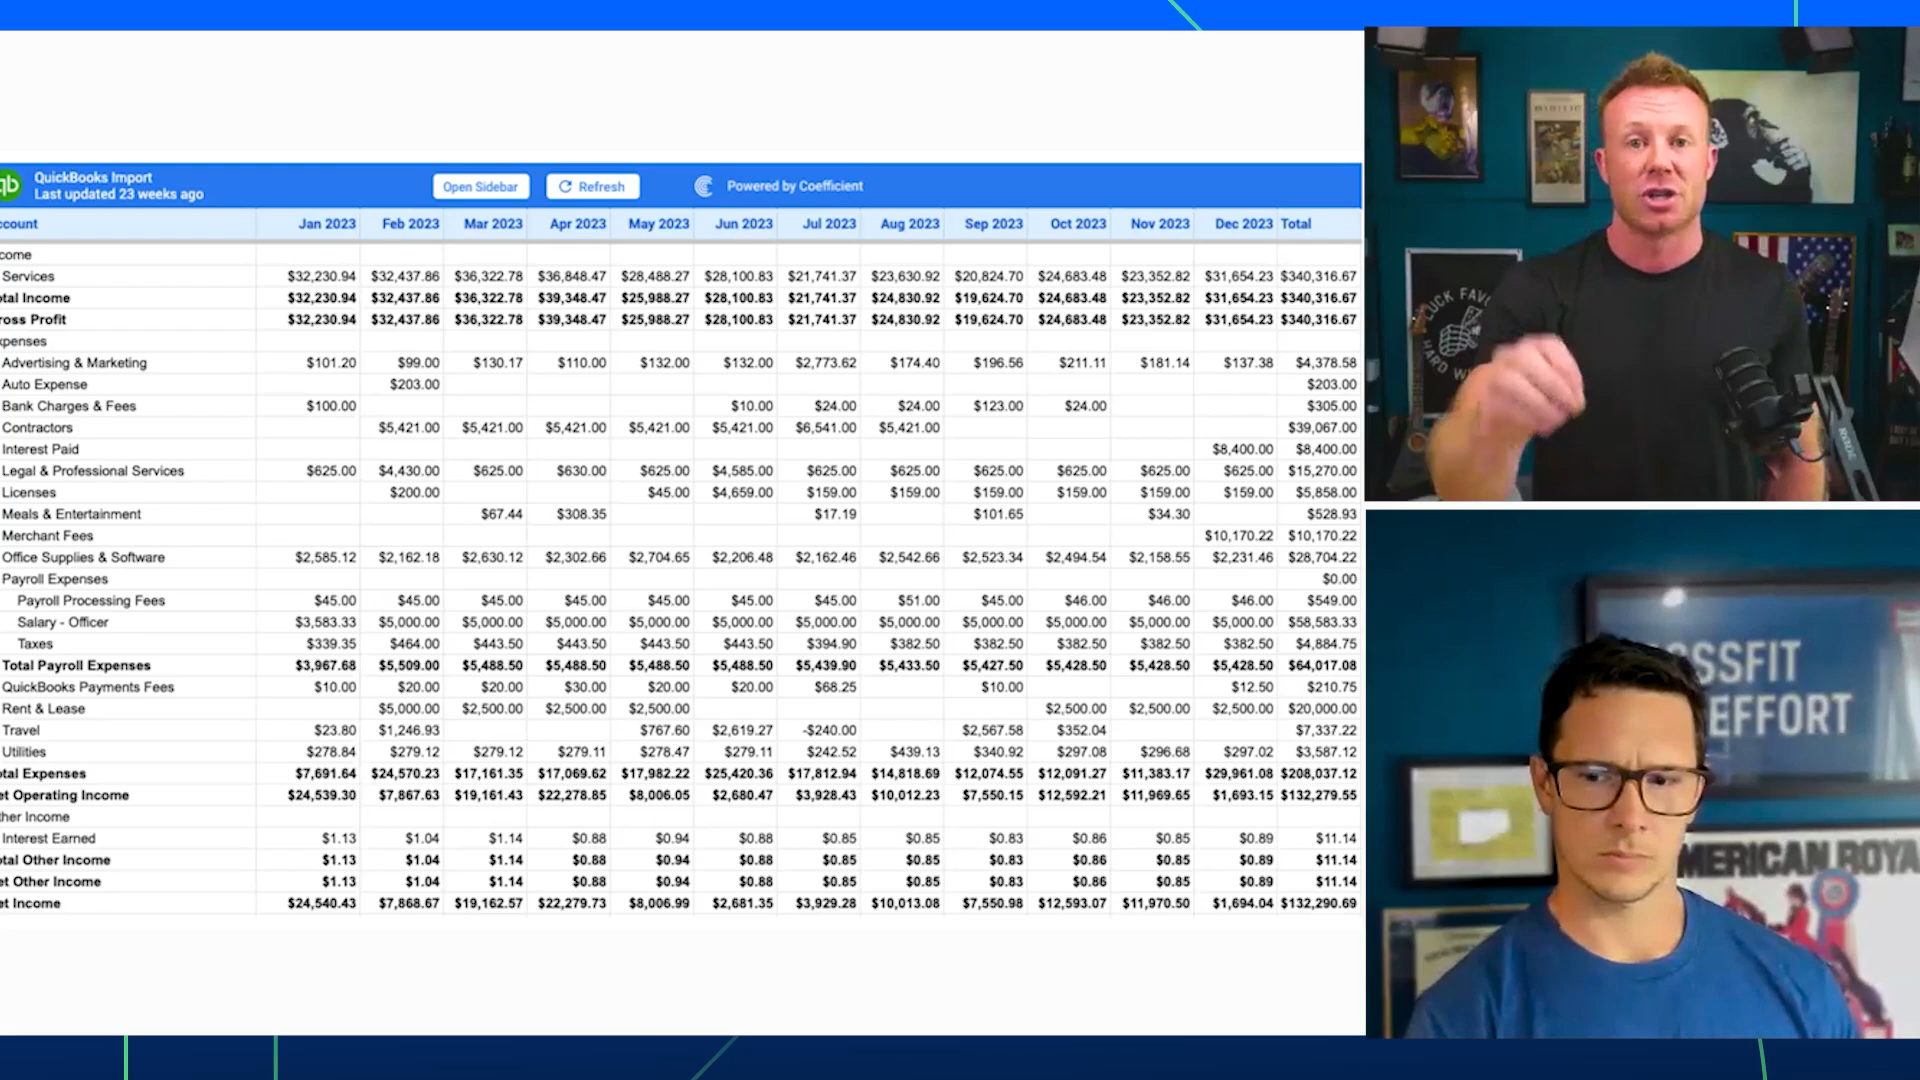 qb
QuickBooks Import
Last updated 23 weeks ago
Open Sidebar
Refresh
Powered by Coefficient
ccount Jan 2023 Feb 2023 Mar 2023 Apr 2023 May 2023 Jun 2023 Jul 2023 Aug 2023 Sep 2023 Oct 2023 Nov 2023 Dec 2023 Total
come
Services $32,230.94 $32,437.86 $36,322.78 $36,848.47 $28,488.27 $28,100.83 $21,741.37 $23,630.92 $20,824.70 $24,683.48 $23,352.82 $31,654.23 $340,316.67
otal Income $32,230.94 $32,437.86 $36,322.78 $39,348.47 $25,988.27 $28,100.83 $21,741.37 $24,830.92 $19,624.70 $24,683.48 $23,352.82 $31,654.23 $340,316.67
ross Profit $32,230.94 $32,437.86 $36,322.78 $39,348.47 $25,988.27 $28,100.83 $21,741.37 $24,830.92 $19,624.70 $24,683.48 $23,352.82 $31,654.23 $340,316.67
xpenses
Advertising & Marketing $101.20 $99.00 $130.17 $110.00 $132.00 $132.00 $2,773.62 $174.40 $196.56 $211.11 $181.14 $137.38 $4,378.58
Auto Expense $203.00 $203.00
Bank Charges & Fees $100.00 $10.00 $24.00 $24.00 $123.00 $24.00 $305.00
Contractors $5,421.00 $5,421.00 $5,421.00 $5,421.00 $5,421.00 $6,541.00 $5,421.00 $39,067.00
Interest Paid $8,400.00 $8,400.00
Legal & Professional Services $625.00 $4,430.00 $625.00 $630.00 $625.00 $4,585.00 $625.00 $625.00 $625.00 $625.00 $625.00 $625.00 $15,270.00
Licenses $200.00 $45.00 $4,659.00 $159.00 $159.00 $159.00 $159.00 $159.00 $159.00 $5,858.00
Meals & Entertainment $67.44 $308.35 $17.19 $101.65 $34.30 $528.93
Merchant Fees $10,170.22 $10,170.22
Office Supplies & Software $2,585.12 $2,162.18 $2,630.12 $2,302.66 $2,704.65 $2,206.48 $2,162.46 $2,542.66 $2,523.34 $2,494.54 $2,158.55 $2,231.46 $28,704.22
Payroll Expenses $0.00
Payroll Processing Fees $45.00 $45.00 $45.00 $45.00 $45.00 $45.00 $45.00 $51.00 $45.00 $46.00 $46.00 $46.00 $549.00
Salary - Officer $3,583.33 $5,000.00 $5,000.00 $5,000.00 $5,000.00 $5,000.00 $5,000.00 $5,000.00 $5,000.00 $5,000.00 $5,000.00 $5,000.00 $58,583.33
Taxes $339.35 $464.00 $443.50 $443.50 $443.50 $443.50 $394.90 $382.50 $382.50 $382.50 $382.50 $382.50 $4,884.75
Total Payroll Expenses $3,967.68 $5,509.00 $5,488.50 $5,488.50 $5,488.50 $5,488.50 $5,439.90 $5,433.50 $5,427.50 $5,428.50 $5,428.50 $5,428.50 $64,017.08
QuickBooks Payments Fees $10.00 $20.00 $20.00 $30.00 $20.00 $20.00 $68.25 $10.00 $12.50 $210.75
Rent & Lease $5,000.00 $2,500.00 $2,500.00 $2,500.00 $2,500.00 $2,500.00 $2,500.00 $20,000.00
Travel $23.80 $1,246.93 $767.60 $2,619.27 -$240.00 $2,567.58 $352.04 $7,337.22
Utilities $278.84 $279.12 $279.12 $279.11 $278.47 $279.11 $242.52 $439.13 $340.92 $297.08 $296.68 $297.02 $3,587.12
otal Expenses $7,691.64 $24,570.23 $17,161.35 $17,069.62 $17,982.22 $25,420.36 $17,812.94 $14,818.69 $12,074.55 $12,091.27 $11,383.17 $29,961.08 $208,037.12
et Operating Income $24,539.30 $7,867.63 $19,161.43 $22,278.85 $8,006.05 $2,680.47 $3,928.43 $10,012.23 $7,550.15 $12,592.21 $11,969.65 $1,693.15 $132,279.55
ther Income
Interest Earned $1.13 $1.04 $1.14 $0.88 $0.94 $0.88 $0.85 $0.85 $0.83 $0.86 $0.85 $0.89 $11.14
otal Other Income $1.13 $1.04 $1.14 $0.88 $0.94 $0.88 $0.85 $0.85 $0.83 $0.86 $0.85 $0.89 $11.14
et Other Income $1.13 $1.04 $1.14 $0.88 $0.94 $0.88 $0.85 $0.85 $0.83 $0.86 $0.85 $0.89 $11.14
et Income $24,540.43 $7,868.67 $19,162.57 $22,279.73 $8,006.99 $2,681.35 $3,929.28 $10,013.08 $7,550.98 $12,593.07 $11,970.50 $1,694.04 $132,290.69
LUCK FAV
HARD W
RODE
SSFIT
EFFORT
MERICAN ROYA